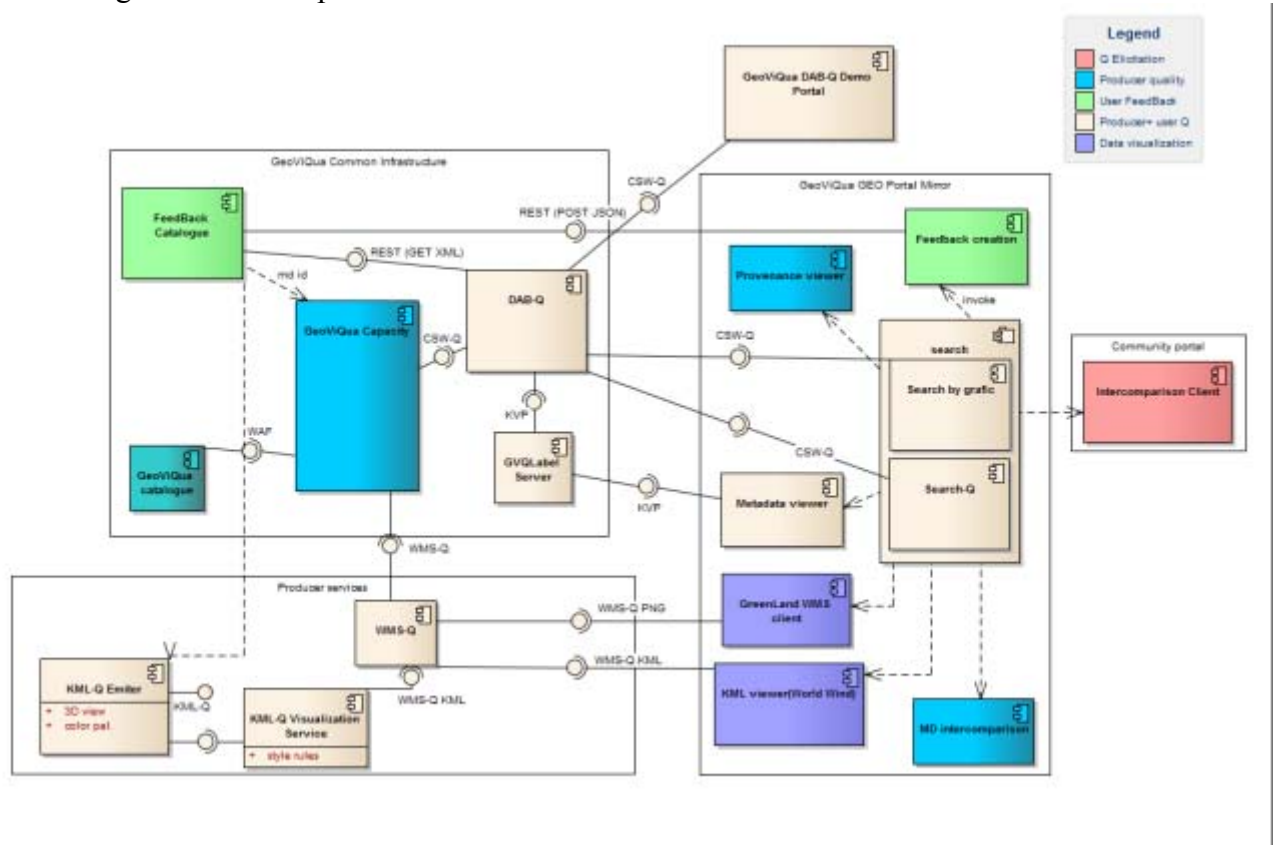 Legend
Q Elicitation
Producer quality
User FeedBack
Producer+ user Q
Data visualization
GeoViQua DAB-Q Demo
Portal
GeoViQua Common Infrastructure
FeedBack
Catalogue
REST (POST JSON)
REST (GET XML)
CSW-Q
md id
DAB-Q
GeoViQua Capacity
CSW-Q
KVP
WAF
GeoViQua
catalogue
GVQLabel
Server
WMS-Q
GeoViQua GEO Portal Mirror
Feedback creation
Provenance viewer
invoke
CSW-Q
search
Search by grafic
CSW-Q
Search-Q
KVP
Metadata viewer
Community portal
Intercomparison Client
GreenLand WMS
client
KML viewer(World Wind)
MD intercomparison
Producer services
WMS-Q
WMS-Q PNG
WMS-Q KML
WMS-Q KML
KML-Q Emiter
+ 3D view
+ color pal.
KML-Q
KML-Q Visualization
Service
+ style rules